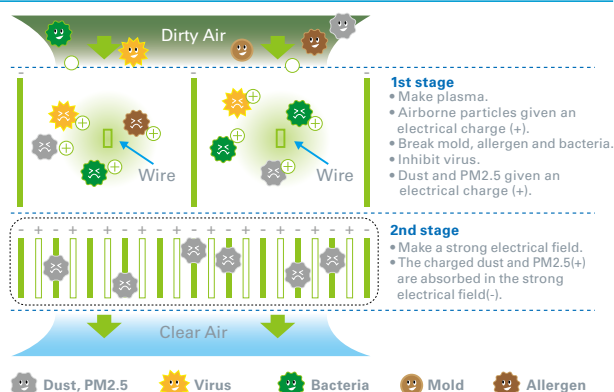 Dirty Air
1st stage
• Make plasma.
• Airborne particles given an
electrical charge (+).
• Break mold, allergen and bacteria.
• Inhibit virus.
• Dust and PM2.5 given an
electrical charge (+).
Wire
Wire
2nd stage
• Make a strong electrical field.
• The charged dust and PM2.5(+)
are absorbed in the strong
electrical field(-).
- + - + - + - + - + - + - + - + - + - + -
Clear Air
Dust, PM2.5
Virus
Bacteria
Mold
Allergen